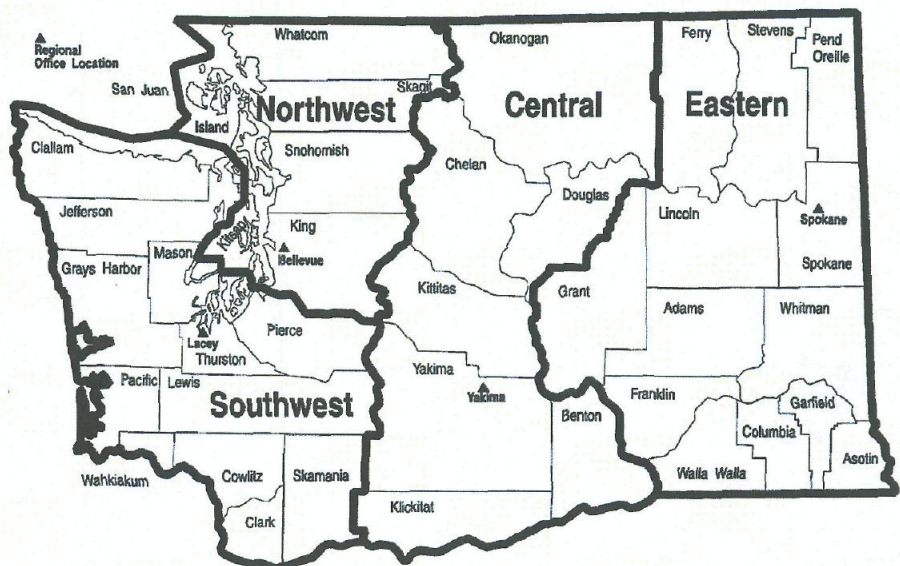 Regional
Office Location
San Juan
Whatcom
Skagit
Northwest
Island
Snohomish
King
Bellevue
Kitsap
Clallam
Jefferson
Mason
Grays Harbor
Lacey
Thurston
Pierce
Pacific
Lewis
Southwest
Wahkiakum
Cowlitz
Skamania
Clark
Okanogan
Central
Chelan
Douglas
Kittitas
Yakima
Yakima
Benton
Klickitat
Ferry
Stevens
Pend
Oreille
Eastern
Lincoln
Spokane
Spokane
Grant
Adams
Whitman
Franklin
Garfield
Columbia
Walla Walla
Asotin